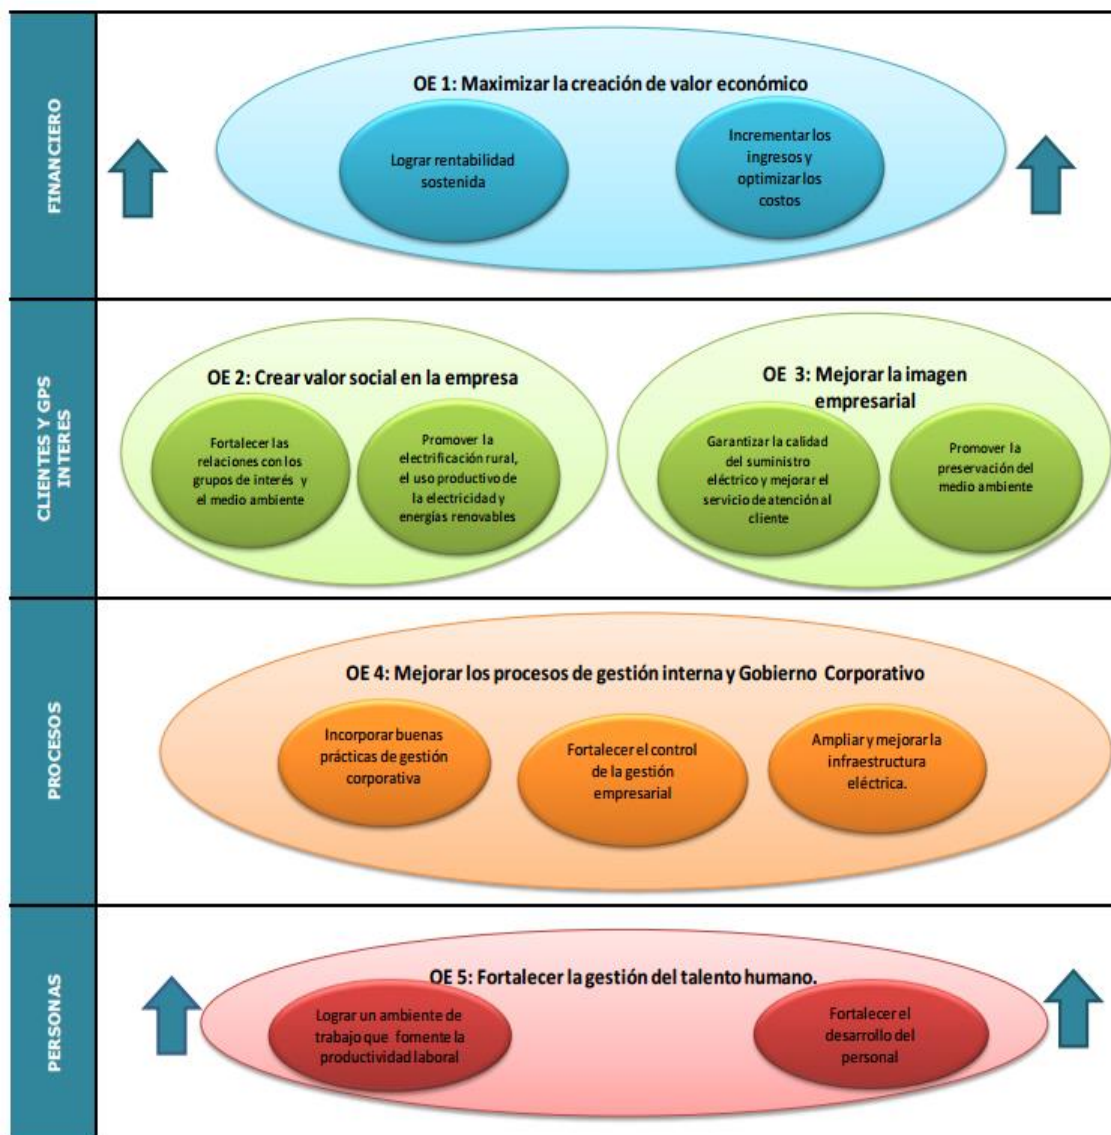 FINANCIERO
OE 1: Maximizar la creación de valor económico
Lograr rentabilidad
sostenida
Incrementar los
ingresos y
optimizar los
costos
CLIENTES Y GPS
INTERES
OE 2: Crear valor social en la empresa
Fortalecer las
relaciones con los
grupos de interés y
el medio ambiente
Promover la
electrificación rural,
el uso productivo de
la electricidad y
energías renovables
OE 3: Mejorar la imagen
empresarial
Garantizar la calidad
del suministro
eléctrico y mejorar el
servicio de atención al
cliente
Promover la
preservación del
medio ambiente
PROCESOS
OE 4: Mejorar los procesos de gestión interna y Gobierno Corporativo
Incorporar buenas
prácticas de gestión
corporativa
Fortalecer el control
de la gestión
empresarial
Ampliar y mejorar la
infraestructura
eléctrica.
PERSONAS
OE 5: Fortalecer la gestión del talento humano.
Lograr un ambiente de
trabajo que fomente la
productividad laboral
Fortalecer el
desarrollo del
personal